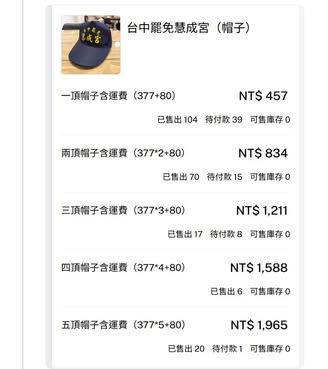 台中罷免慧成宮（帽子）
一頂帽子含運費（377+80）
NT$ 457
已售出 104 待付款 39 可售庫存 0
兩頂帽子含運費（377*2+80）
NT$ 834
已售出 70 待付款 15 可售庫存 0
三頂帽子含運費（377*3+80）
NT$ 1,211
已售出 17 待付款 8 可售庫存 0
四頂帽子含運費（377*4+80）
NT$ 1,588
已售出 6 可售庫存 0
五頂帽子含運費（377*5+80）
NT$ 1,965
已售出 20 待付款 1 可售庫存 0